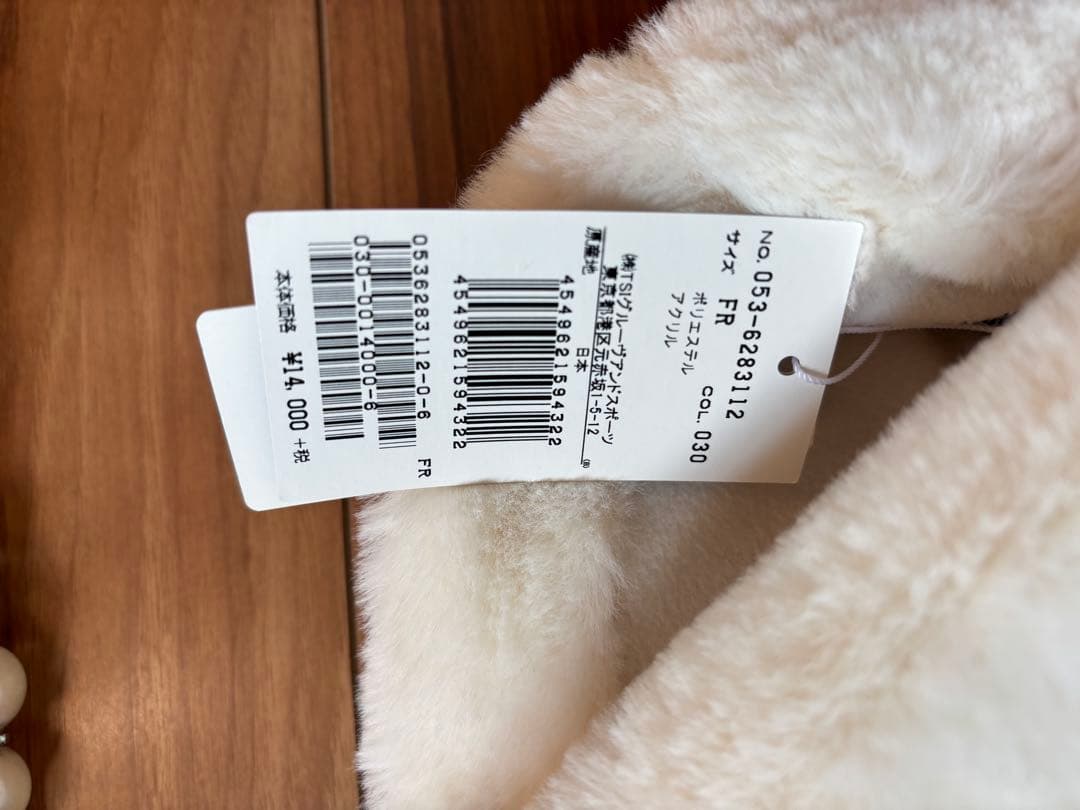 NO. 053-6283112
サイズ FR
COL. 030
ポリエステル
アクリル
㈱TSIグルーヴアンドスポーツ
東京都港区元赤坂1-5-12
原産地 日本
4549621594322
4549621594322
0536283112-0-6 FR
030-0014000-6
本体価格 ¥14,000 +税